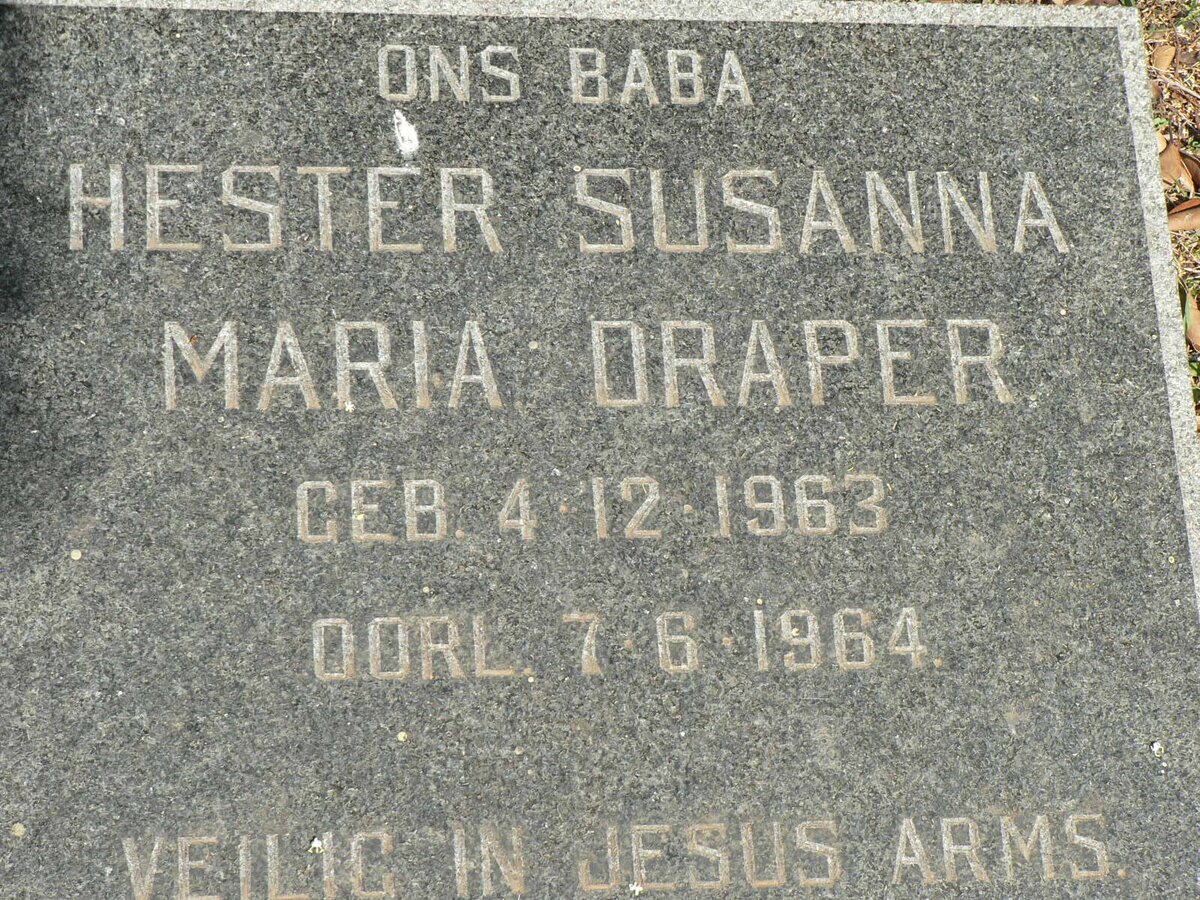 ONS BABA
HESTER SUSANNA
MARIA DRAPER
GEB. 4·12·1963
OORL. 7·6·1964.
VEILIG IN JESUS ARMS.